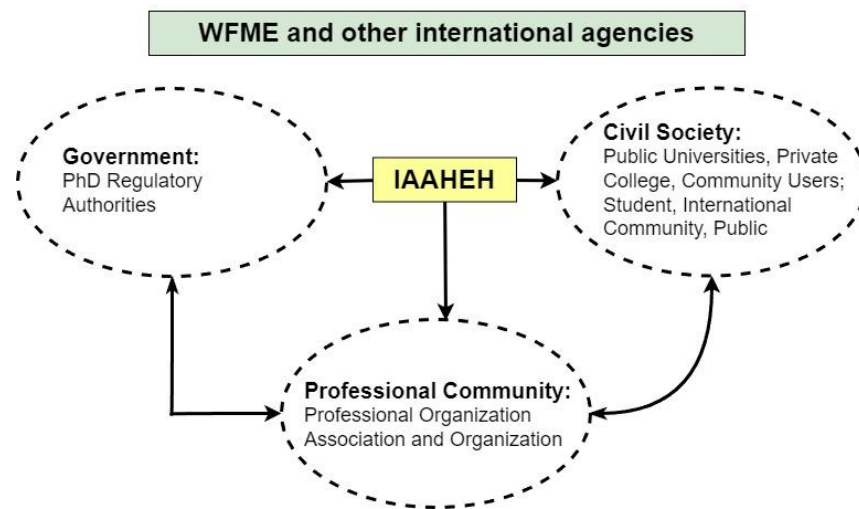 WFME and other international agencies
Government:
PhD Regulatory
Authorities
IAAHEH
Civil Society:
Public Universities, Private
College, Community Users;
Student, International
Community, Public
Professional Community:
Professional Organization
Association and Organization